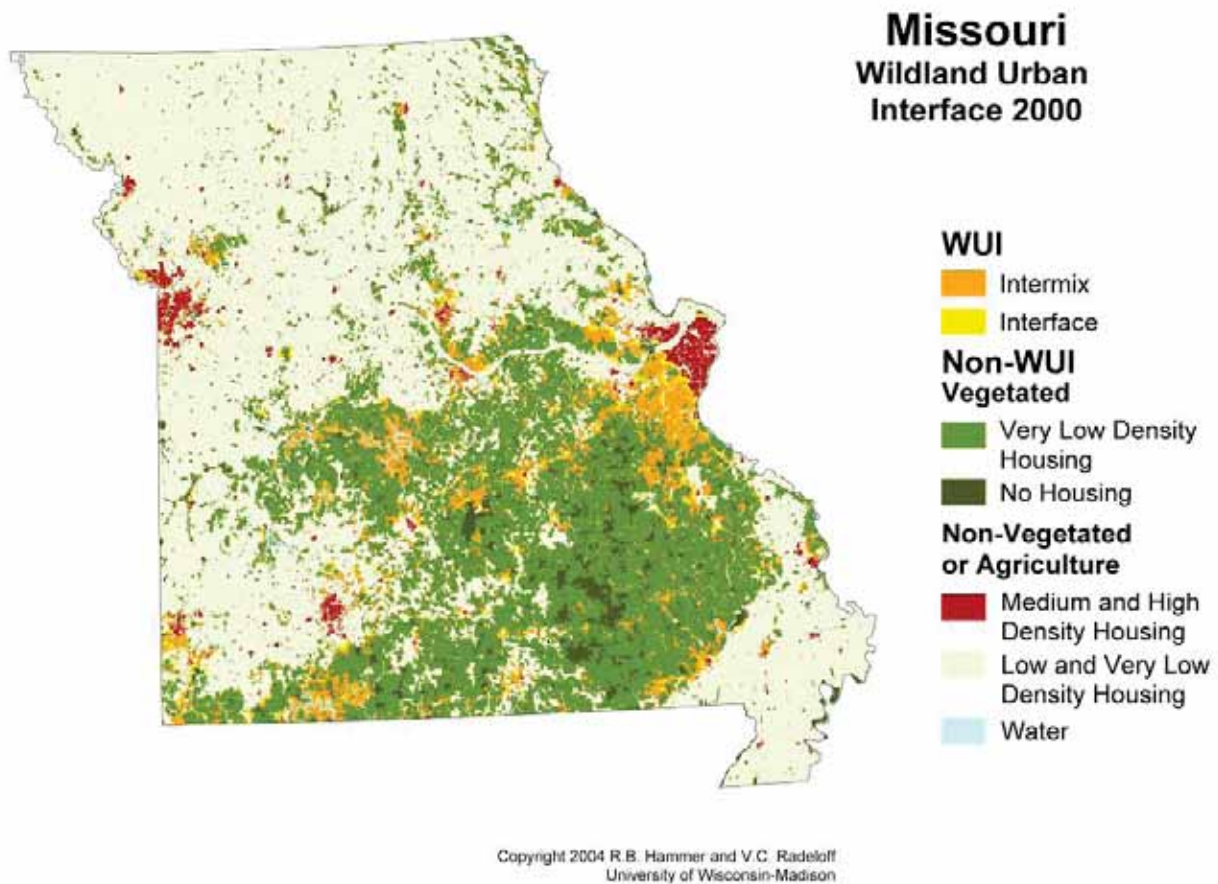 Missouri
Wildland Urban
Interface 2000
WUI
Intermix
Interface
Non-WUI
Vegetated
Very Low Density
Housing
No Housing
Non-Vegetated
or Agriculture
Medium and High
Density Housing
Low and Very Low
Density Housing
Water
Copyright 2004 R.B. Hammer and V.C. Radeloff
University of Wisconsin-Madison